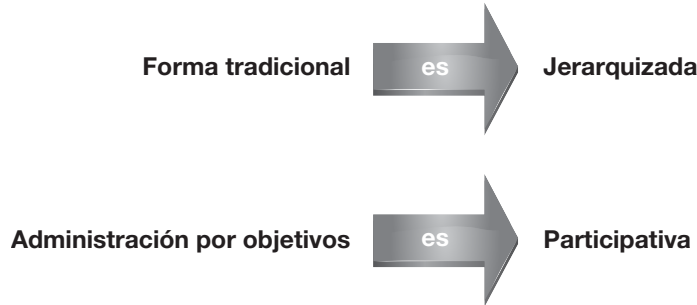 Forma tradicional es Jerarquizada
Administración por objetivos es Participativa